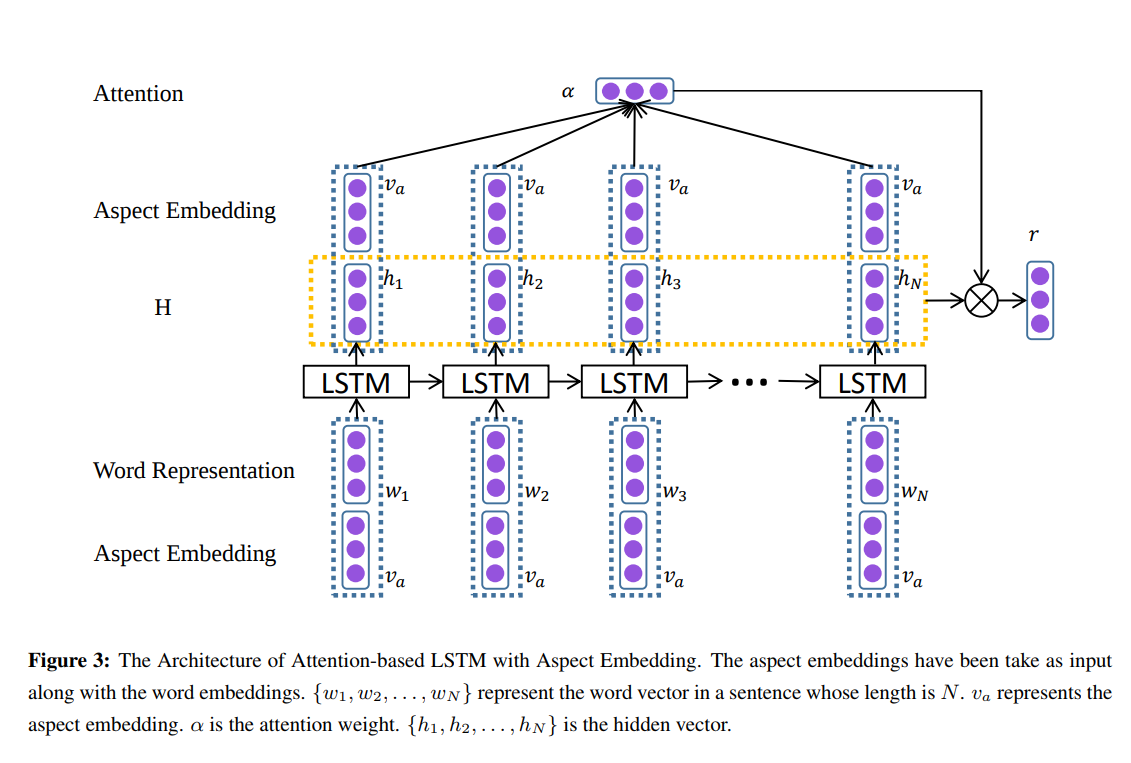 Attention
α
Aspect Embedding
v_a v_a v_a v_a
r
H
h_1 h_2 h_3 h_N
LSTM LSTM LSTM ••• LSTM
Word Representation
w_1 w_2 w_3 w_N
Aspect Embedding
v_a v_a v_a v_a
Figure 3: The Architecture of Attention-based LSTM with Aspect Embedding. The aspect embeddings have been take as input
along with the word embeddings. {w_1, w_2, . . . , w_N} represent the word vector in a sentence whose length is N. v_a represents the
aspect embedding. α is the attention weight. {h_1, h_2, . . . , h_N} is the hidden vector.